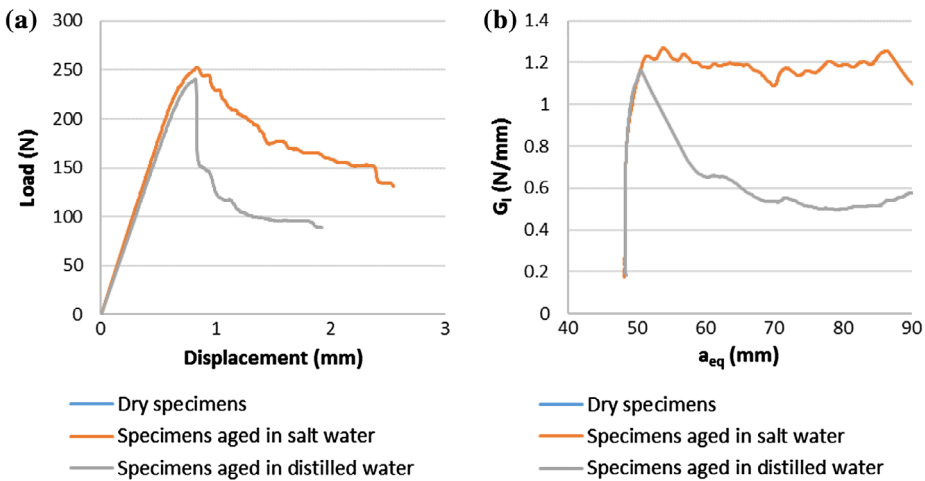 (a)
300
250
200
150
100
50
0
Load (N)
0 1 2 3
Displacement (mm)
Dry specimens
Specimens aged in salt water
Specimens aged in distilled water
(b)
1.4
1.2
1
0.8
0.6
0.4
0.2
0
GI (N/mm)
40 50 60 70 80 90
aeq (mm)
Dry specimens
Specimens aged in salt water
Specimens aged in distilled water